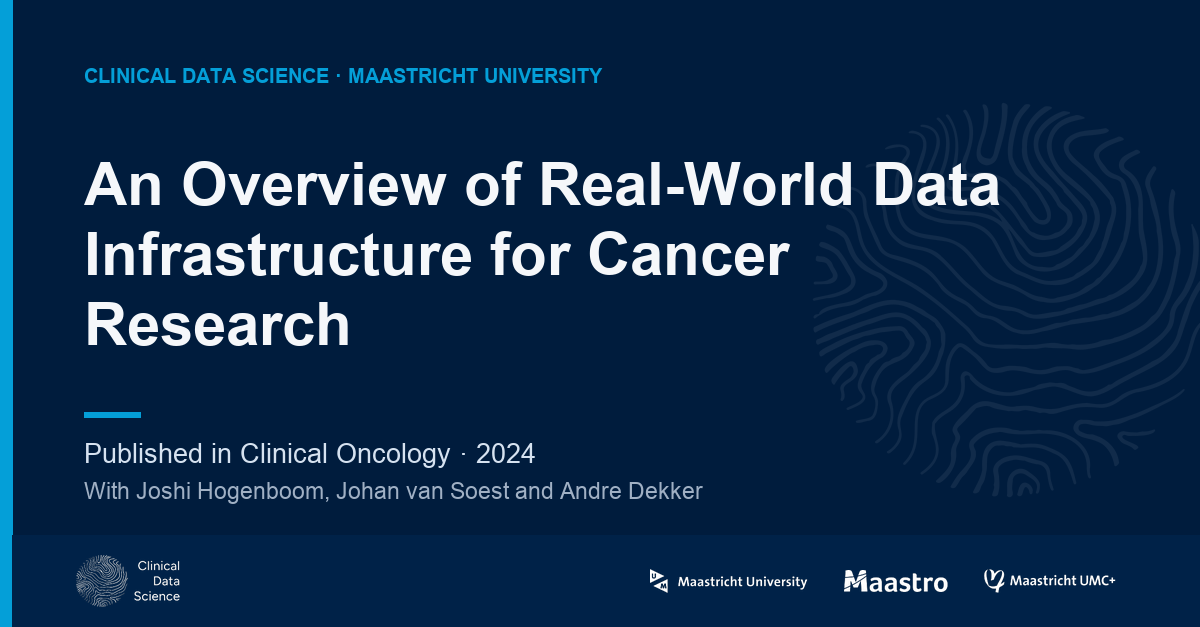 CLINICAL DATA SCIENCE · MAASTRICHT UNIVERSITY
An Overview of Real-World Data
Infrastructure for Cancer
Research
Published in Clinical Oncology · 2024
With Joshi Hogenboom, Johan van Soest and Andre Dekker
Clinical
Data
Science
UM Maastricht University
Maastro
Maastricht UMC+